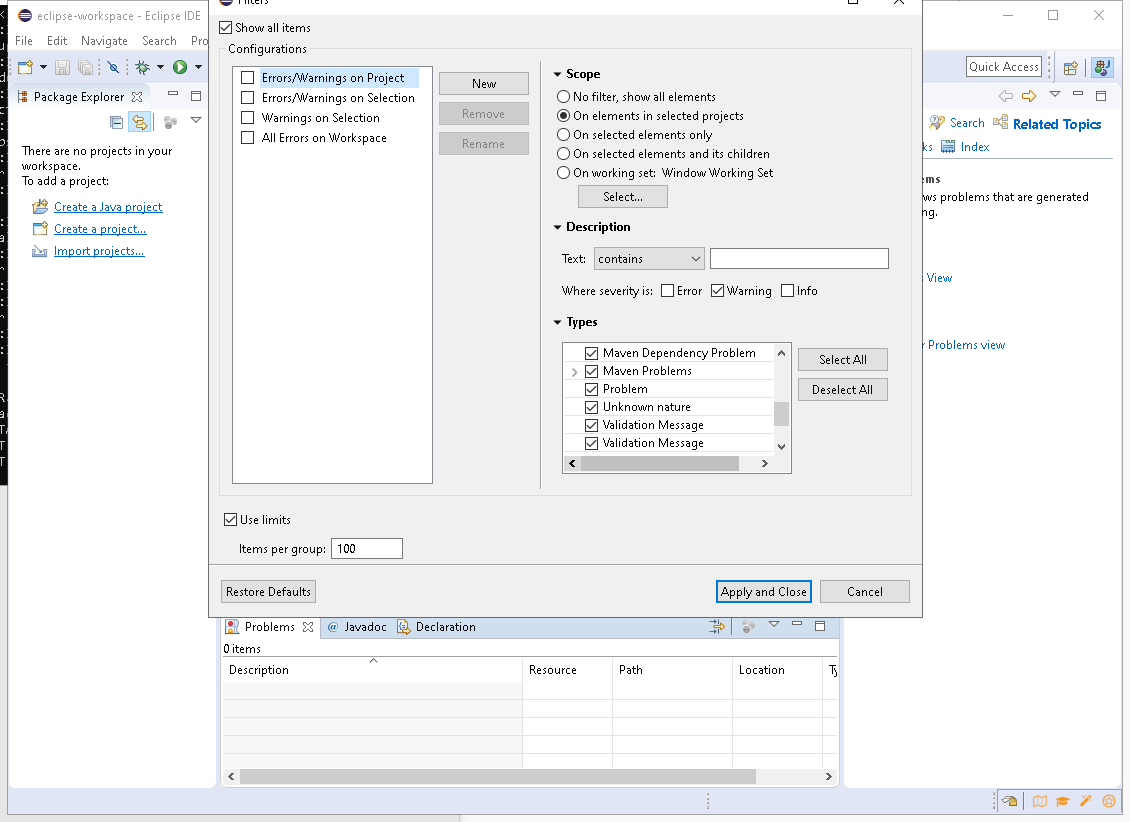 eclipse-workspace - Eclipse IDE
File Edit Navigate Search Pro
Filters
Show all items
Configurations
Errors/Warnings on Project
Errors/Warnings on Selection
Warnings on Selection
All Errors on Workspace
New
Remove
Rename
Scope
No filter, show all elements
On elements in selected projects
On selected elements only
On selected elements and its children
On working set: Window Working Set
Select...
Description
Text: contains
Where severity is: Error Warning Info
Types
Maven Dependency Problem
Maven Problems
Problem
Unknown nature
Validation Message
Validation Message
Select All
Deselect All
Use limits
Items per group: 100
Restore Defaults
Apply and Close
Cancel
Package Explorer
There are no projects in your
workspace.
To add a project:
Create a Java project
Create a project...
Import projects...
Quick Access
Search Related Topics
ks Index
ms
ws problems that are generated
ng.
View
r Problems view
Problems @ Javadoc Declaration
0 items
Description Resource Path Location Ty